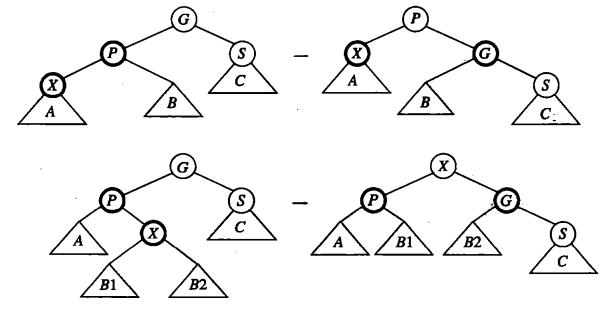 G P
P S X G
X C A S
A B B C
G X
P S P G
A X C A B1 B2 S
B1 B2 C